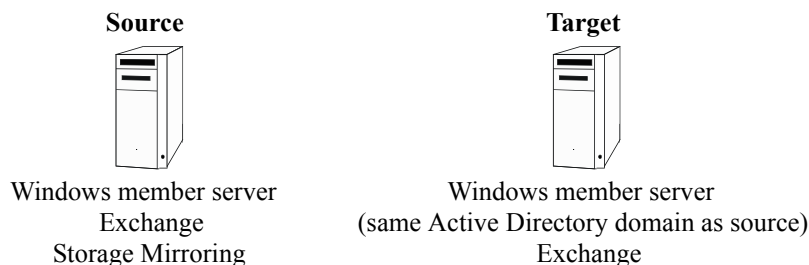 Source
Target
Windows member server
Exchange
Storage Mirroring
Windows member server
(same Active Directory domain as source)
Exchange